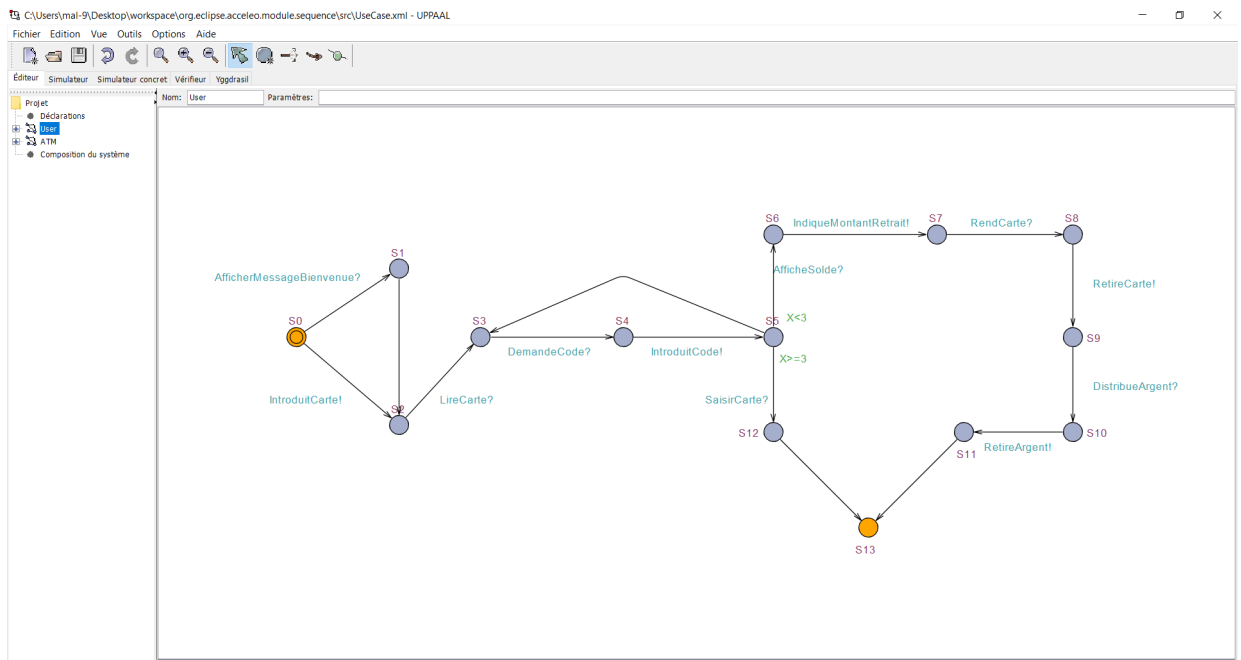 C:\Users\mal-9\Desktop\workspace\org.eclipse.acceleo.module.sequence\src\UseCase.xml - UPPAAL
Fichier Edition Vue Outils Options Aide
Éditeur Simulateur Simulateur concret Vérifieur Yggdrasil
Nom: User Paramètres:
Projet
Déclarations
User
ATM
Composition du système
S6 IndiqueMontantRetrait! S7 RendCarte? S8
S1
AfficherMessageBienvenue?
AfficheSolde?
RetireCarte!
S0 S3 S4 S5 X<3
S9
DemandeCode? IntroduitCode!
X>=3
DistribueArgent?
IntroduitCarte! S2 LireCarte? SaisirCarte?
S12 S10
S11 RetireArgent!
S13